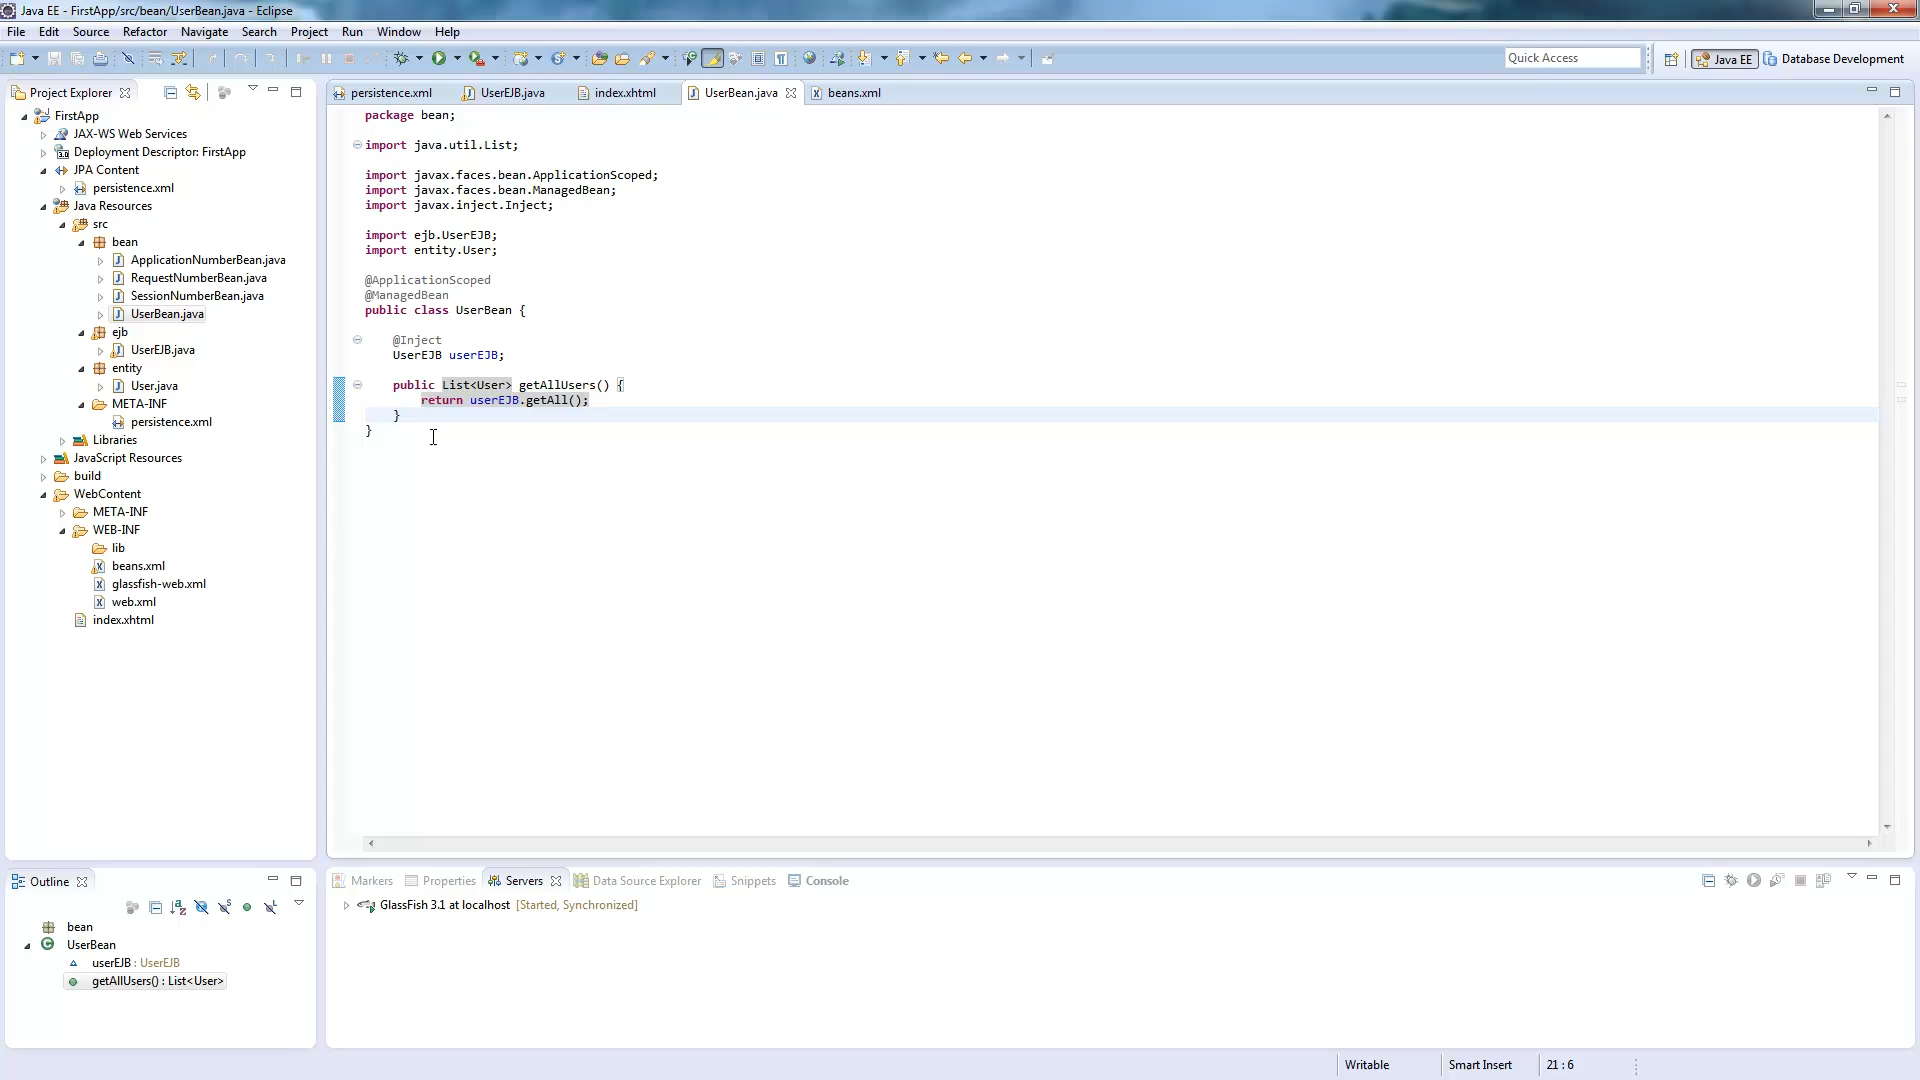 Java EE - FirstApp/src/bean/UserBean.java - Eclipse
File Edit Source Refactor Navigate Search Project Run Window Help
Quick Access
Java EE
Database Development
Project Explorer
FirstApp
JAX-WS Web Services
Deployment Descriptor: FirstApp
JPA Content
persistence.xml
Java Resources
src
bean
ApplicationNumberBean.java
RequestNumberBean.java
SessionNumberBean.java
UserBean.java
ejb
UserEJB.java
entity
User.java
META-INF
persistence.xml
Libraries
JavaScript Resources
build
WebContent
META-INF
WEB-INF
lib
beans.xml
glassfish-web.xml
web.xml
index.xhtml
persistence.xml UserEJB.java index.xhtml UserBean.java beans.xml
package bean;
import java.util.List;
import javax.faces.bean.ApplicationScoped;
import javax.faces.bean.ManagedBean;
import javax.inject.Inject;
import ejb.UserEJB;
import entity.User;
@ApplicationScoped
@ManagedBean
public class UserBean {
@Inject
UserEJB userEJB;
public List<User> getAllUsers() {
return userEJB.getAll();
}
}
Outline
bean
UserBean
userEJB : UserEJB
getAllUsers() : List<User>
Markers Properties Servers Data Source Explorer Snippets Console
GlassFish 3.1 at localhost [Started, Synchronized]
Writable Smart Insert 21 : 6